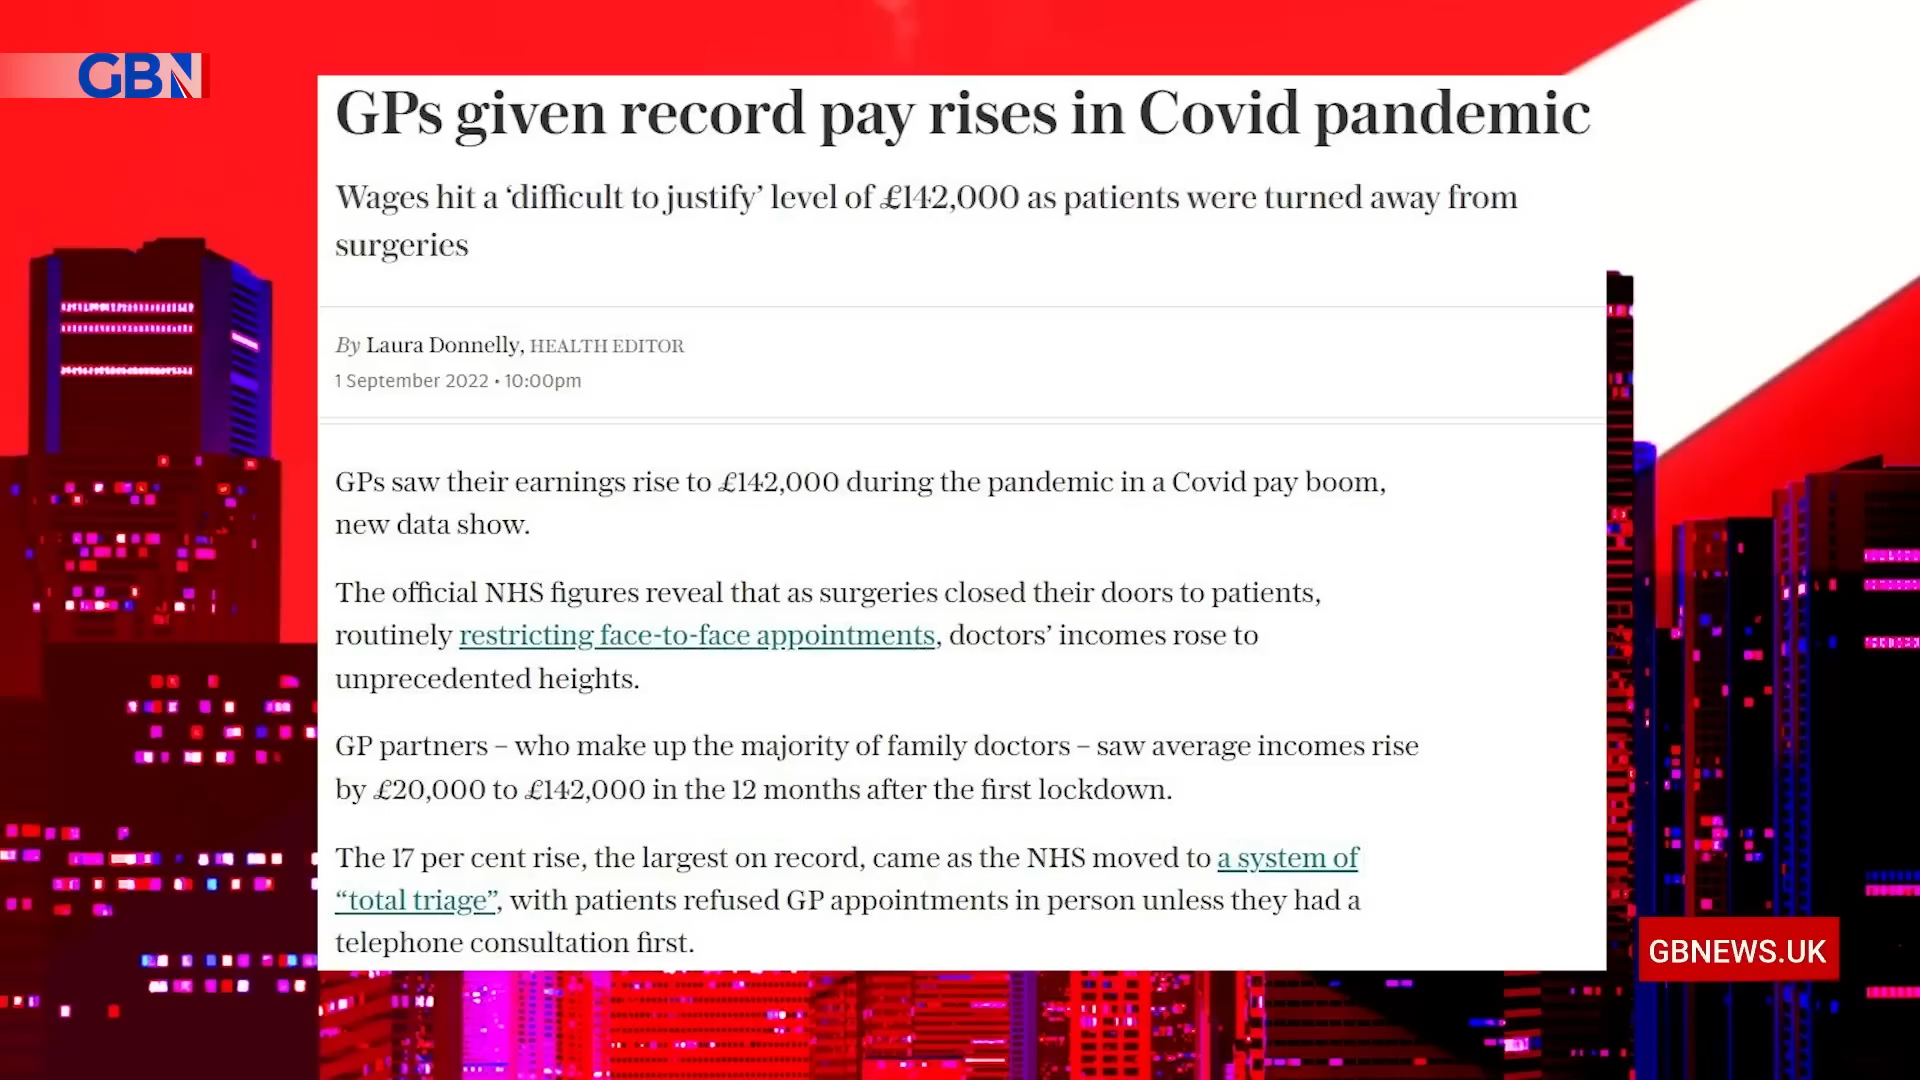 GBN
GPs given record pay rises in Covid pandemic
Wages hit a ‘difficult to justify’ level of £142,000 as patients were turned away from
surgeries
By Laura Donnelly, HEALTH EDITOR
1 September 2022 • 10:00pm
GPs saw their earnings rise to £142,000 during the pandemic in a Covid pay boom,
new data show.
The official NHS figures reveal that as surgeries closed their doors to patients,
routinely restricting face-to-face appointments, doctors’ incomes rose to
unprecedented heights.
GP partners – who make up the majority of family doctors – saw average incomes rise
by £20,000 to £142,000 in the 12 months after the first lockdown.
The 17 per cent rise, the largest on record, came as the NHS moved to a system of
“total triage”, with patients refused GP appointments in person unless they had a
telephone consultation first.
GBNEWS.UK